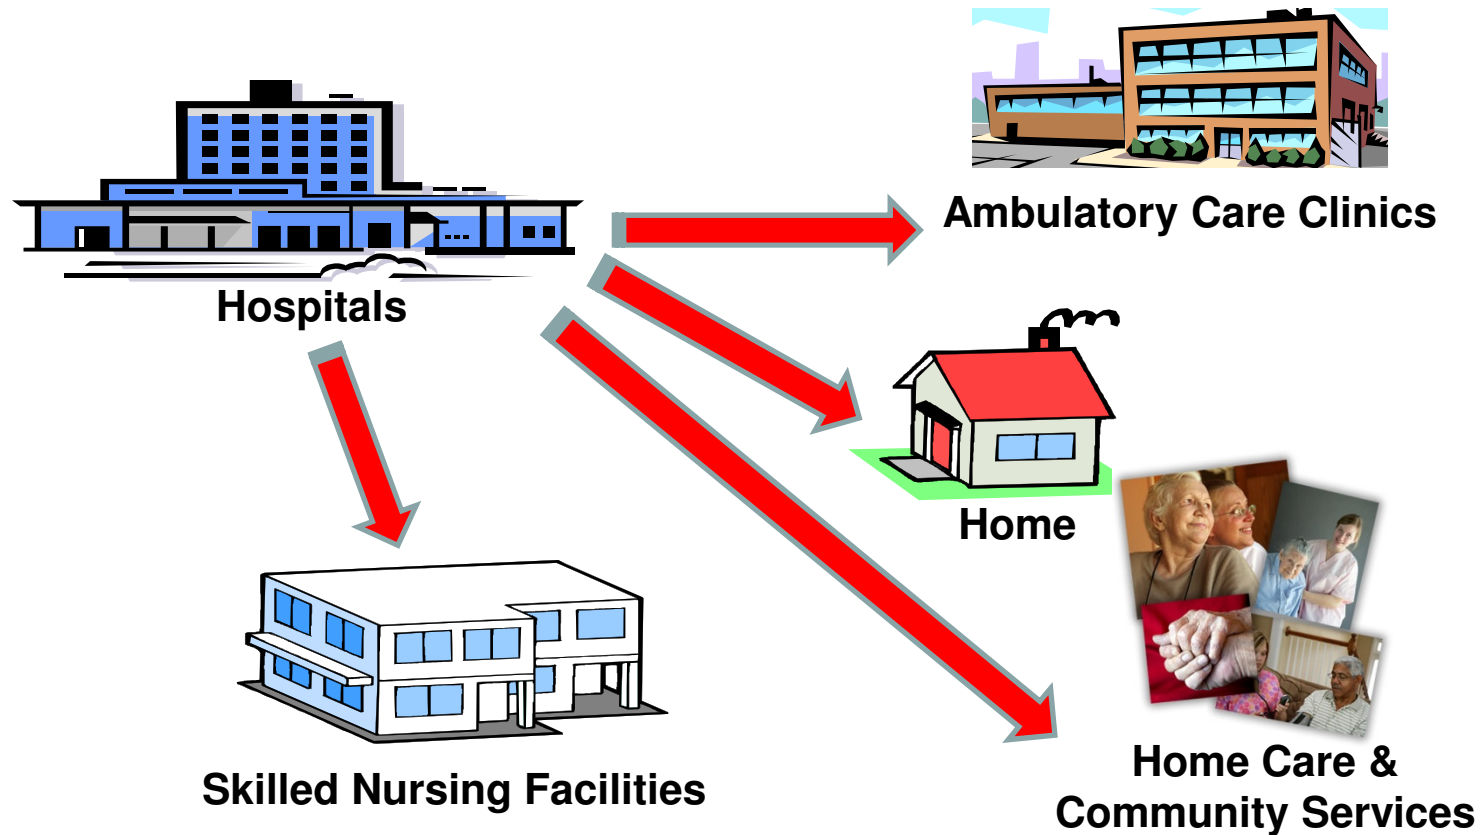 Ambulatory Care Clinics
Hospitals
Home
Skilled Nursing Facilities
Home Care &
Community Services